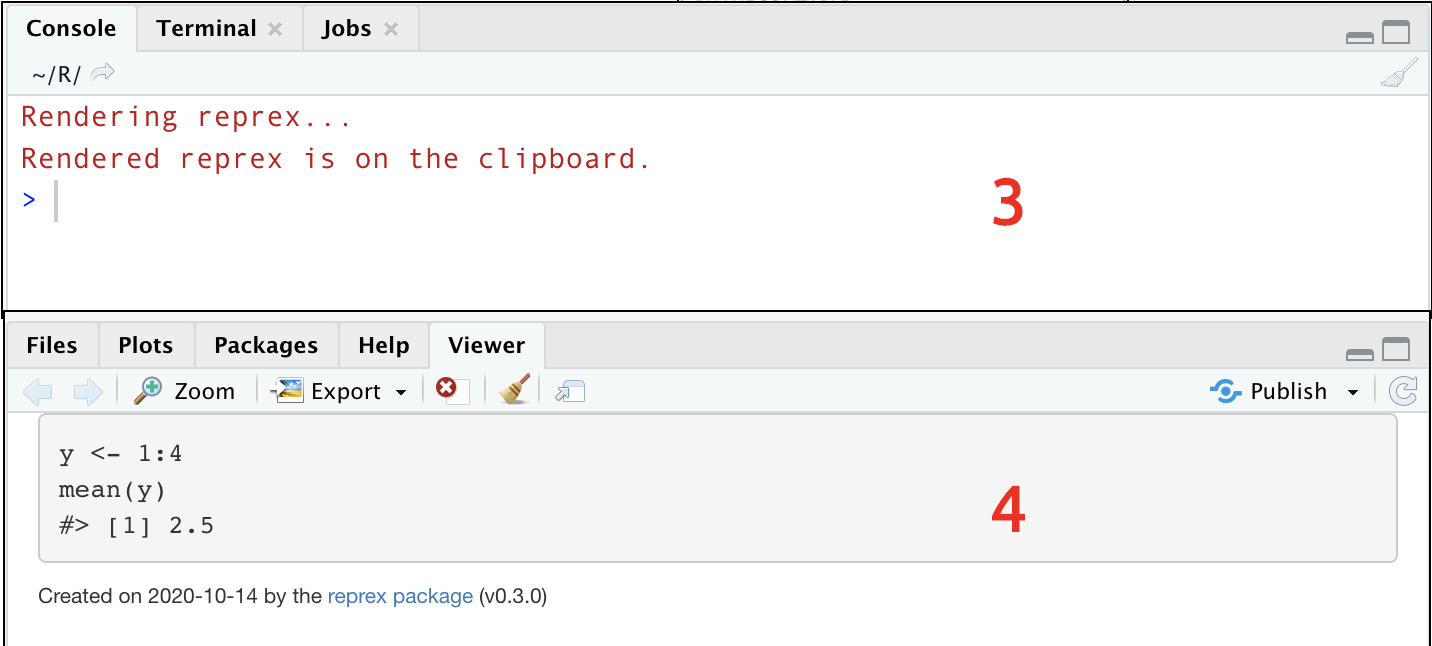 Console Terminal Jobs
~/R/
Rendering reprex...
Rendered reprex is on the clipboard.
>
3
Files Plots Packages Help Viewer
Zoom Export Publish
y <- 1:4
mean(y)
#> [1] 2.5
4
Created on 2020-10-14 by the reprex package (v0.3.0)